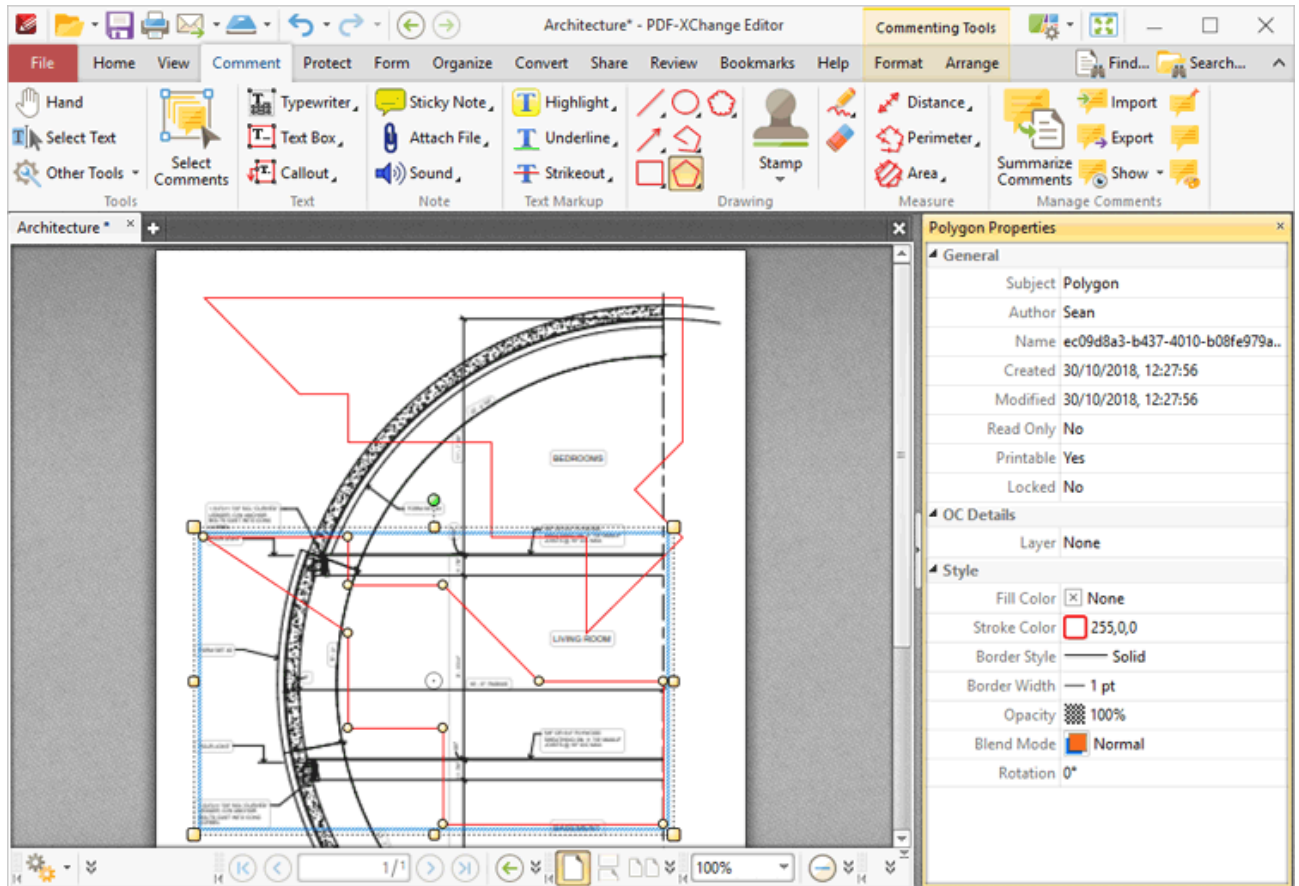 Architecture* - PDF-XChange Editor
Commenting Tools
File Home View Comment Protect Form Organize Convert Share Review Bookmarks Help Format Arrange Find... Search...
Hand
Select Text
Other Tools
Tools
Select
Comments
Typewriter
Text Box
Callout
Text
Sticky Note
Attach File
Sound
Note
Highlight
Underline
Strikeout
Text Markup
Stamp
Drawing
Distance
Perimeter
Area
Measure
Summarize
Comments
Import
Export
Show
Manage Comments
Architecture *
Polygon Properties
General
Subject Polygon
Author Sean
Name ec09d8a3-b437-4010-b08fe979a..
Created 30/10/2018, 12:27:56
Modified 30/10/2018, 12:27:56
Read Only No
Printable Yes
Locked No
OC Details
Layer None
Style
Fill Color None
Stroke Color 255,0,0
Border Style Solid
Border Width 1 pt
Opacity 100%
Blend Mode Normal
Rotation 0°
BEDROOMS
LIVING ROOM
BASEMENT
1/1
100%